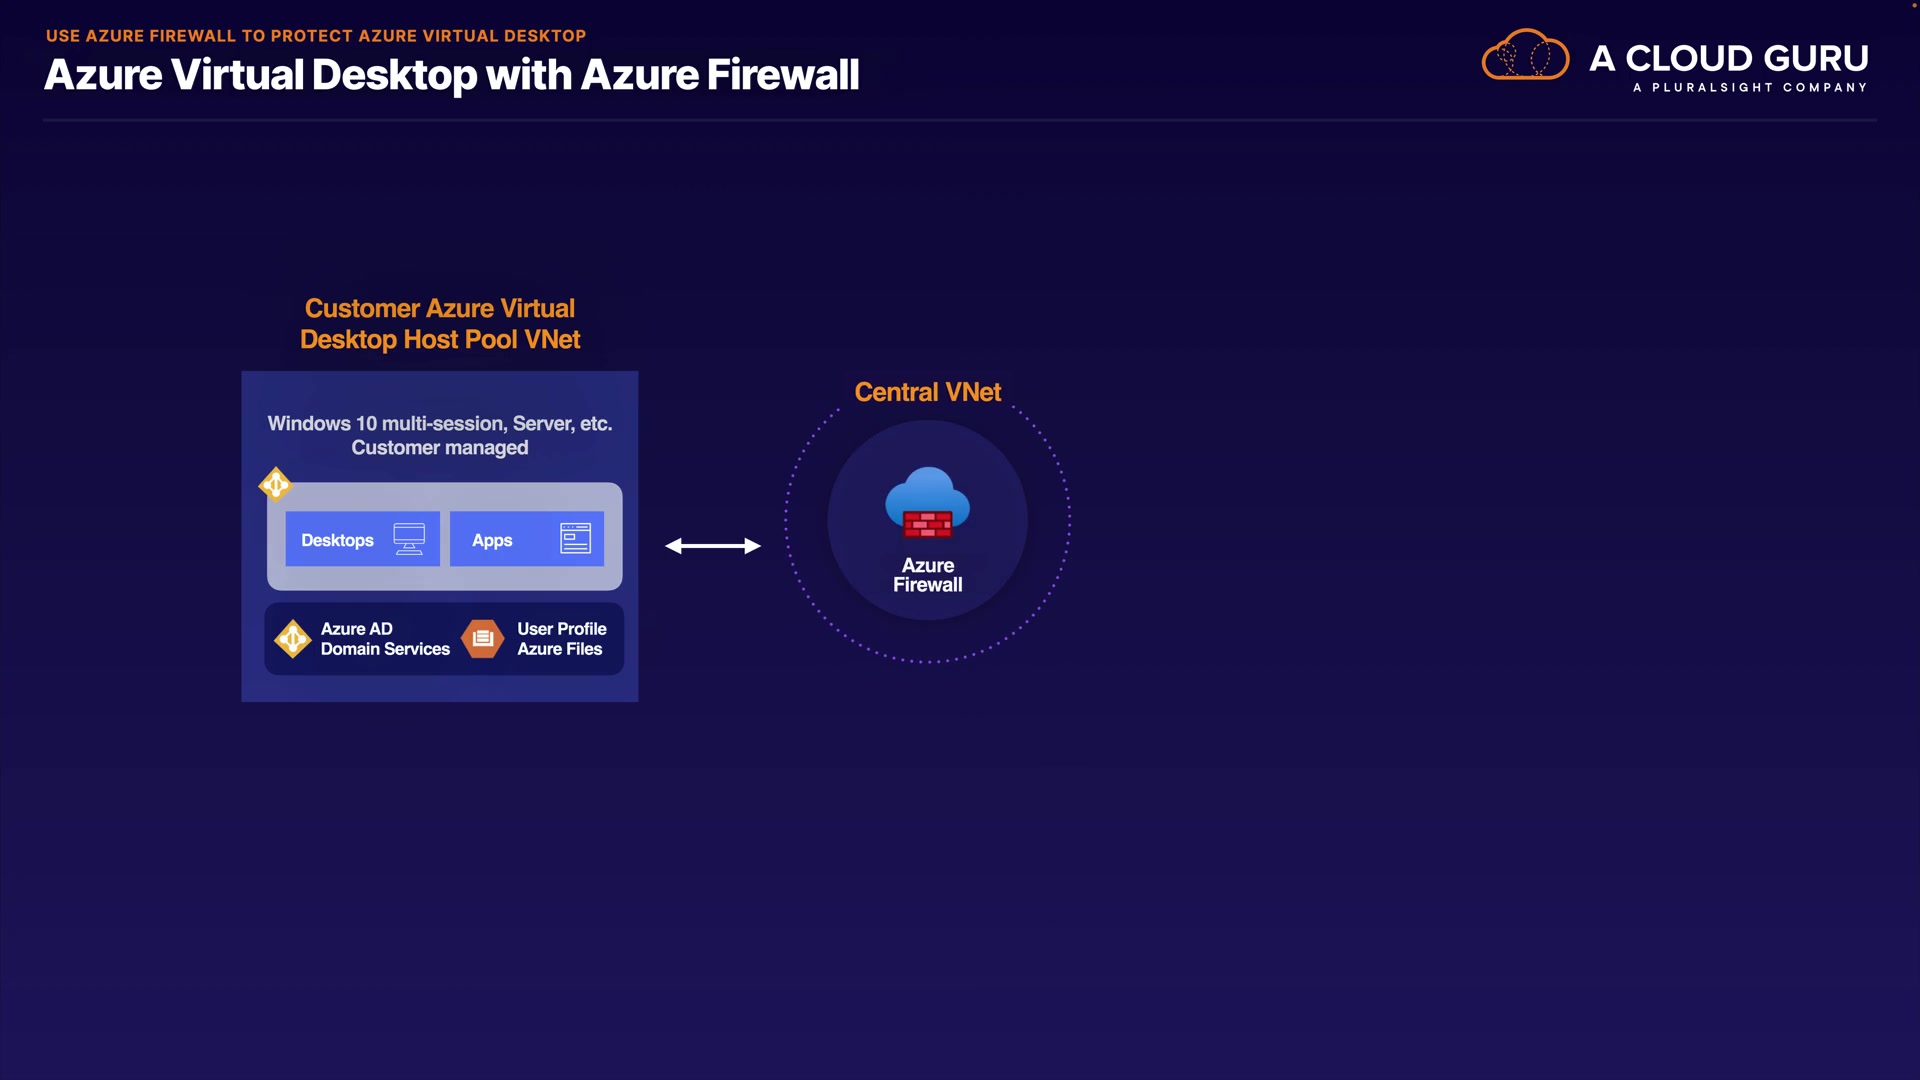 USE AZURE FIREWALL TO PROTECT AZURE VIRTUAL DESKTOP
Azure Virtual Desktop with Azure Firewall
A CLOUD GURU
A PLURALSIGHT COMPANY
Customer Azure Virtual
Desktop Host Pool VNet
Windows 10 multi-session, Server, etc.
Customer managed
Desktops
Apps
Azure AD
Domain Services
User Profile
Azure Files
Central VNet
Azure
Firewall